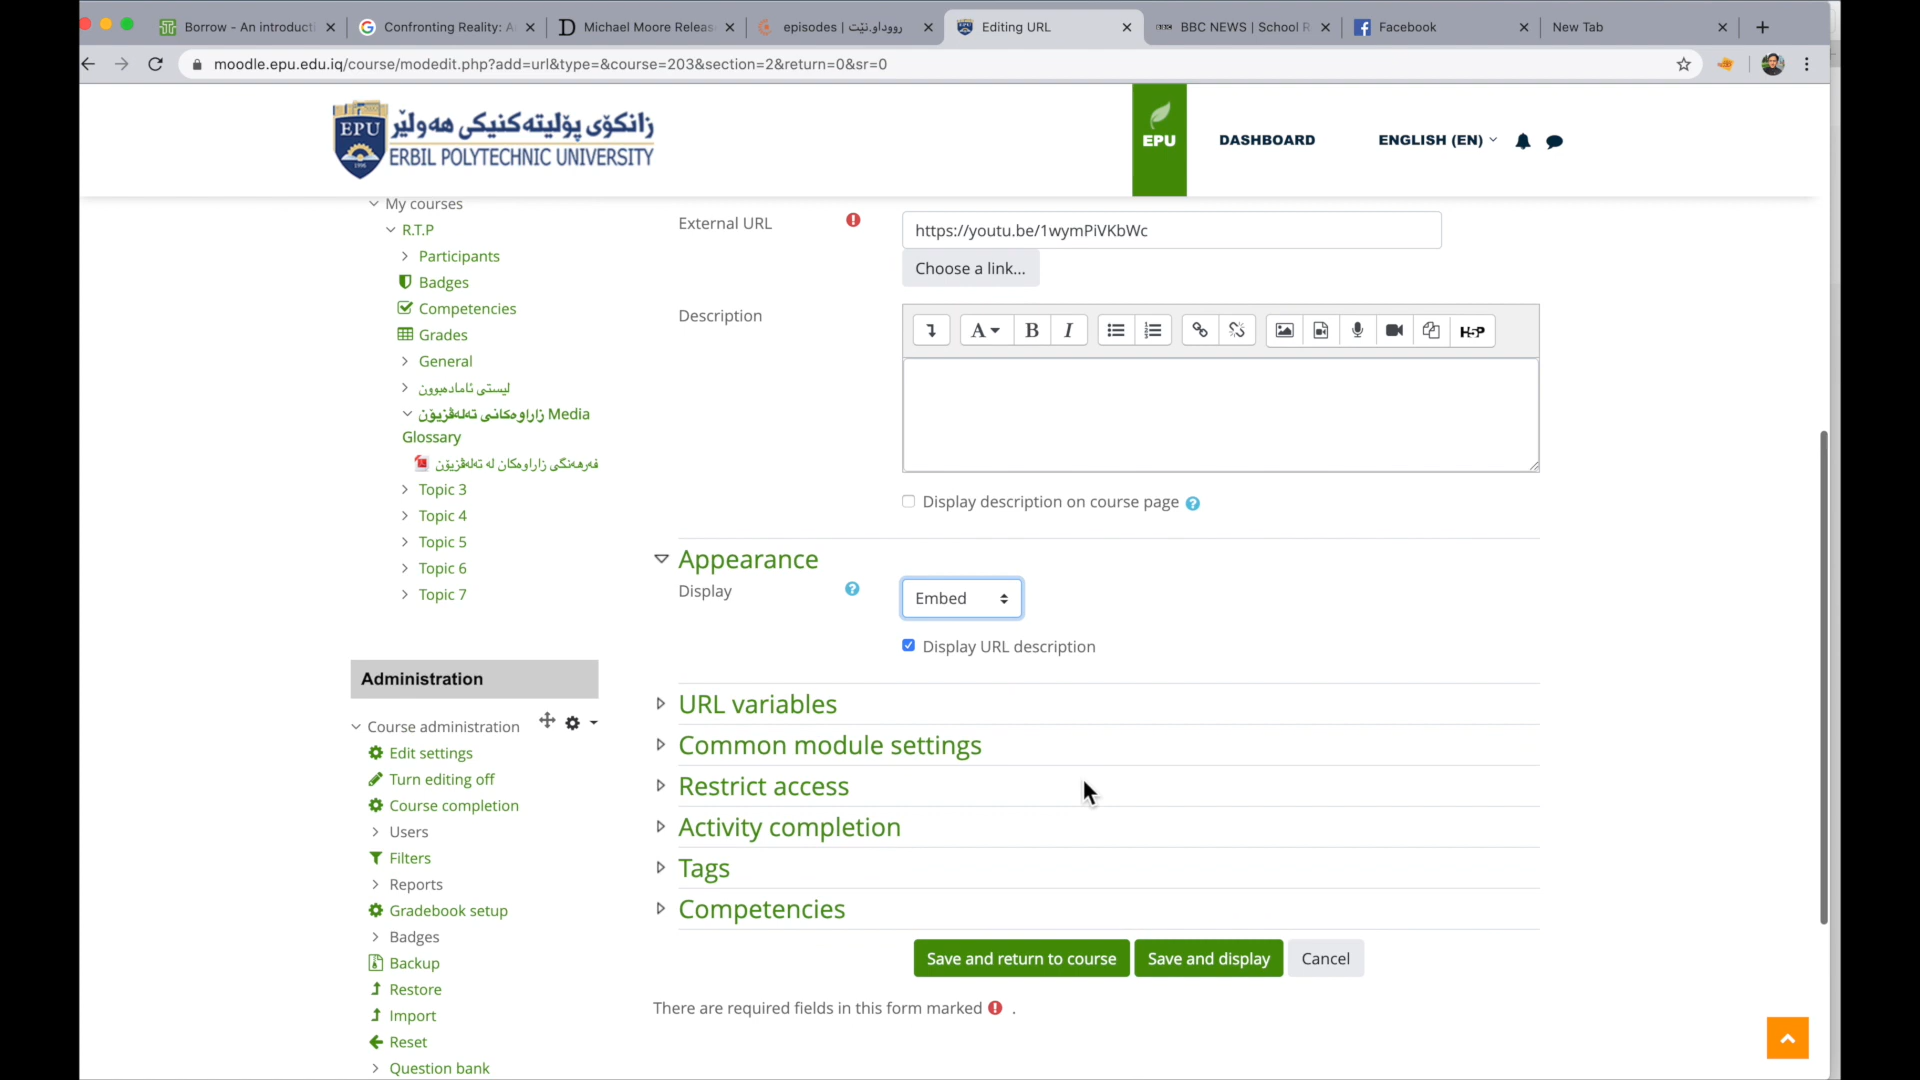 Borrow - An introducti
Confronting Reality: A
Michael Moore Releas
episodes | رووداو.نێت
Editing URL
BBC NEWS | School R
Facebook
New Tab
moodle.epu.edu.iq/course/modedit.php?add=url&type=&course=203&section=2&return=0&sr=0
EPU
1996
زانکۆی پۆلیتەکنیکی هەولێر
ERBIL POLYTECHNIC UNIVERSITY
EPU
DASHBOARD
ENGLISH (EN)
My courses
R.T.P
Participants
Badges
Competencies
Grades
General
لیستی ئامادەبوون
زاراوەکانی تەلەڤزیۆن Media
Glossary
فەرهەنگی زاراوەکان لە تەلەڤزیۆن
Topic 3
Topic 4
Topic 5
Topic 6
Topic 7
Administration
Course administration
Edit settings
Turn editing off
Course completion
Users
Filters
Reports
Gradebook setup
Badges
Backup
Restore
Import
Reset
Question bank
External URL
https://youtu.be/1wymPiVKbWc
Choose a link...
Description
A B I H-P
Display description on course page
Appearance
Display
Embed
Display URL description
URL variables
Common module settings
Restrict access
Activity completion
Tags
Competencies
Save and return to course
Save and display
Cancel
There are required fields in this form marked .